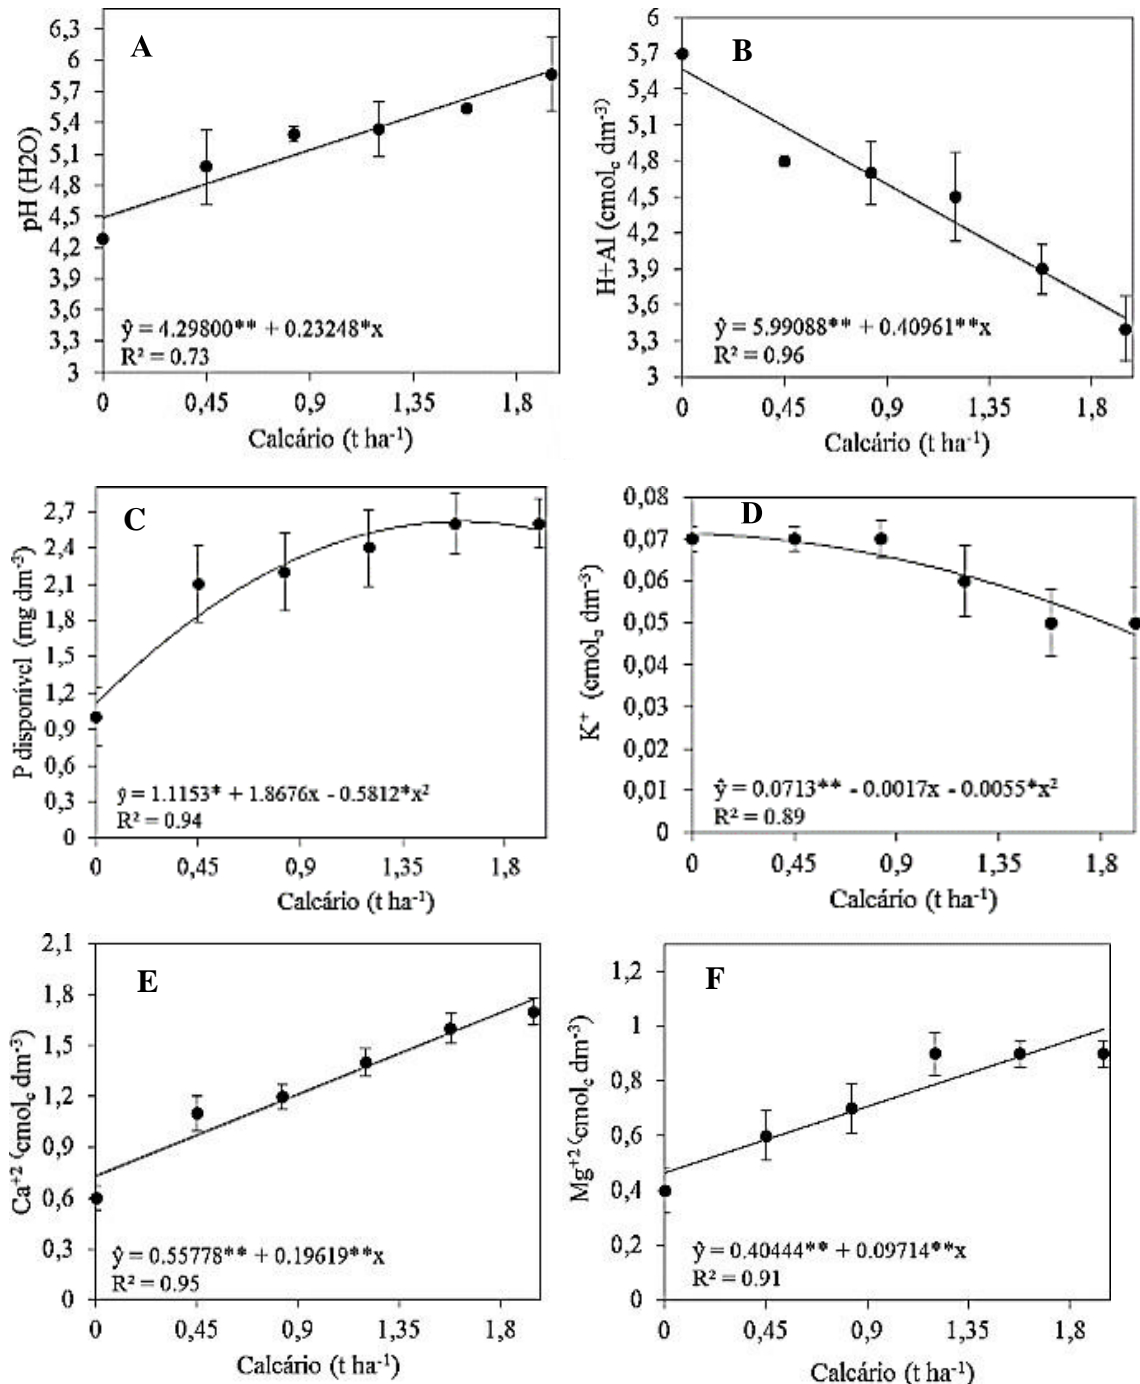 A
6,3
6
5,7
5,4
5,1
4,8
4,5
4,2
3,9
3,6
3,3
3
pH (H2O)
ŷ = 4.29800** + 0.23248*x
R² = 0.73
0 0,45 0,9 1,35 1,8
Calcário (t ha⁻¹)
B
6
5,7
5,4
5,1
4,8
4,5
4,2
3,9
3,6
3,3
3
H+Al (cmolc dm⁻³)
ŷ = 5.99088** + 0.40961**x
R² = 0.96
0 0,45 0,9 1,35 1,8
Calcário (t ha⁻¹)
C
2,7
2,4
2,1
1,8
1,5
1,2
0,9
0,6
0,3
0
P disponível (mg dm⁻³)
ŷ = 1.1153* + 1.8676x - 0.5812*x²
R² = 0.94
0 0,45 0,9 1,35 1,8
Calcário (t ha⁻¹)
D
0,08
0,07
0,06
0,05
0,04
0,03
0,02
0,01
0
K⁺ (cmolc dm⁻³)
ŷ = 0.0713** - 0.0017x - 0.0055*x²
R² = 0.89
0 0,45 0,9 1,35 1,8
Calcário (t ha⁻¹)
E
2,1
1,8
1,5
1,2
0,9
0,6
0,3
0
Ca⁺² (cmolc dm⁻³)
ŷ = 0.55778** + 0.19619**x
R² = 0.95
0 0,45 0,9 1,35 1,8
Calcário (t ha⁻¹)
F
1,2
1
0,8
0,6
0,4
0,2
0
Mg⁺² (cmolc dm⁻³)
ŷ = 0.40444** + 0.09714**x
R² = 0.91
0 0,45 0,9 1,35 1,8
Calcário (t ha⁻¹)